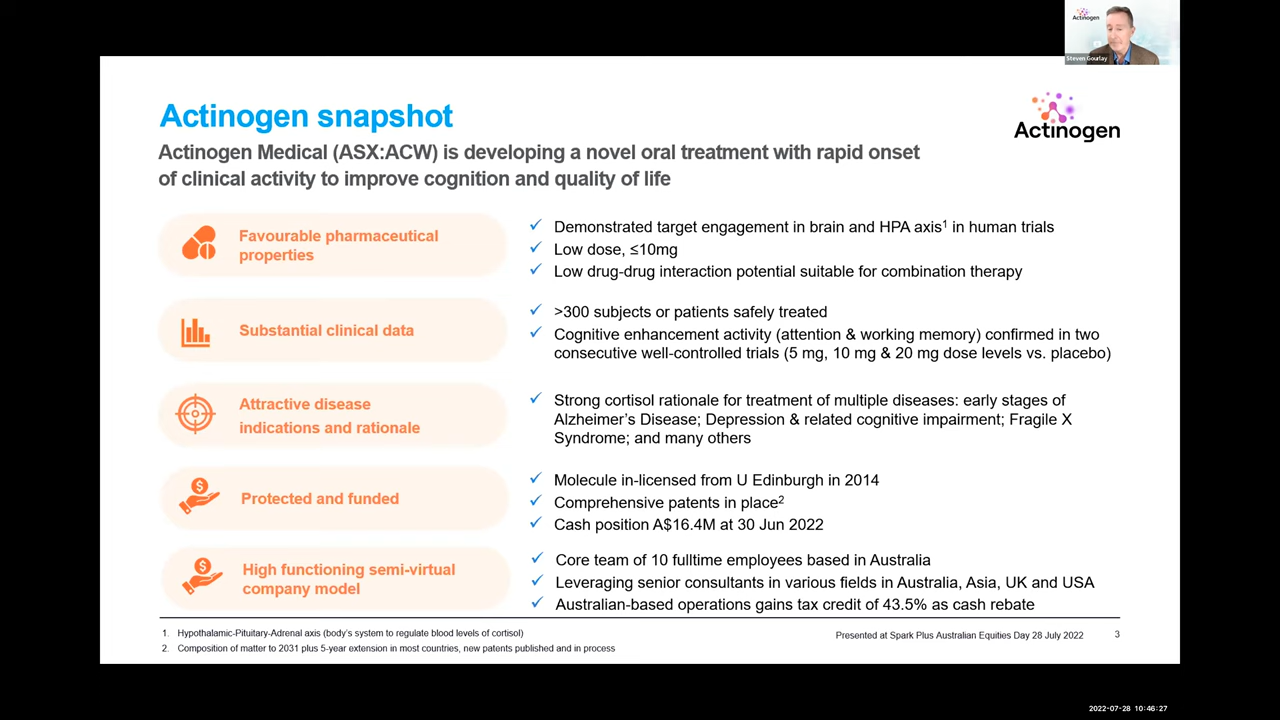 Actinogen
Steven Gourlay
Actinogen snapshot
Actinogen
Actinogen Medical (ASX:ACW) is developing a novel oral treatment with rapid onset
of clinical activity to improve cognition and quality of life
Favourable pharmaceutical
properties
✓ Demonstrated target engagement in brain and HPA axis¹ in human trials
✓ Low dose, ≤10mg
✓ Low drug-drug interaction potential suitable for combination therapy
Substantial clinical data
✓ >300 subjects or patients safely treated
✓ Cognitive enhancement activity (attention & working memory) confirmed in two
consecutive well-controlled trials (5 mg, 10 mg & 20 mg dose levels vs. placebo)
Attractive disease
indications and rationale
✓ Strong cortisol rationale for treatment of multiple diseases: early stages of
Alzheimer's Disease; Depression & related cognitive impairment; Fragile X
Syndrome; and many others
Protected and funded
✓ Molecule in-licensed from U Edinburgh in 2014
✓ Comprehensive patents in place²
✓ Cash position A$16.4M at 30 Jun 2022
High functioning semi-virtual
company model
✓ Core team of 10 fulltime employees based in Australia
✓ Leveraging senior consultants in various fields in Australia, Asia, UK and USA
✓ Australian-based operations gains tax credit of 43.5% as cash rebate
1. Hypothalamic-Pituitary-Adrenal axis (body's system to regulate blood levels of cortisol)
2. Composition of matter to 2031 plus 5-year extension in most countries, new patents published and in process
Presented at Spark Plus Australian Equities Day 28 July 2022 3
2022-07-28 10:46:27